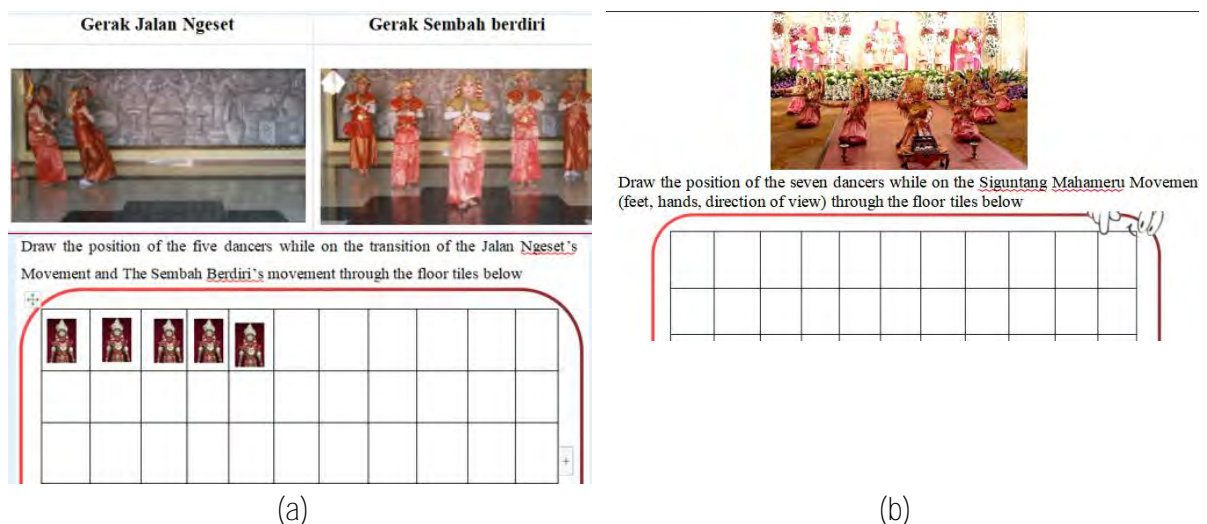 Gerak Jalan Ngeset
Gerak Sembah berdiri
Draw the position of the five dancers while on the transition of the Jalan Ngeset's
Movement and The Sembah Berdiri's movement through the floor tiles below
(a)
Draw the position of the seven dancers while on the Siguntang Mahameru Movemen
(feet, hands, direction of view) through the floor tiles below
(b)